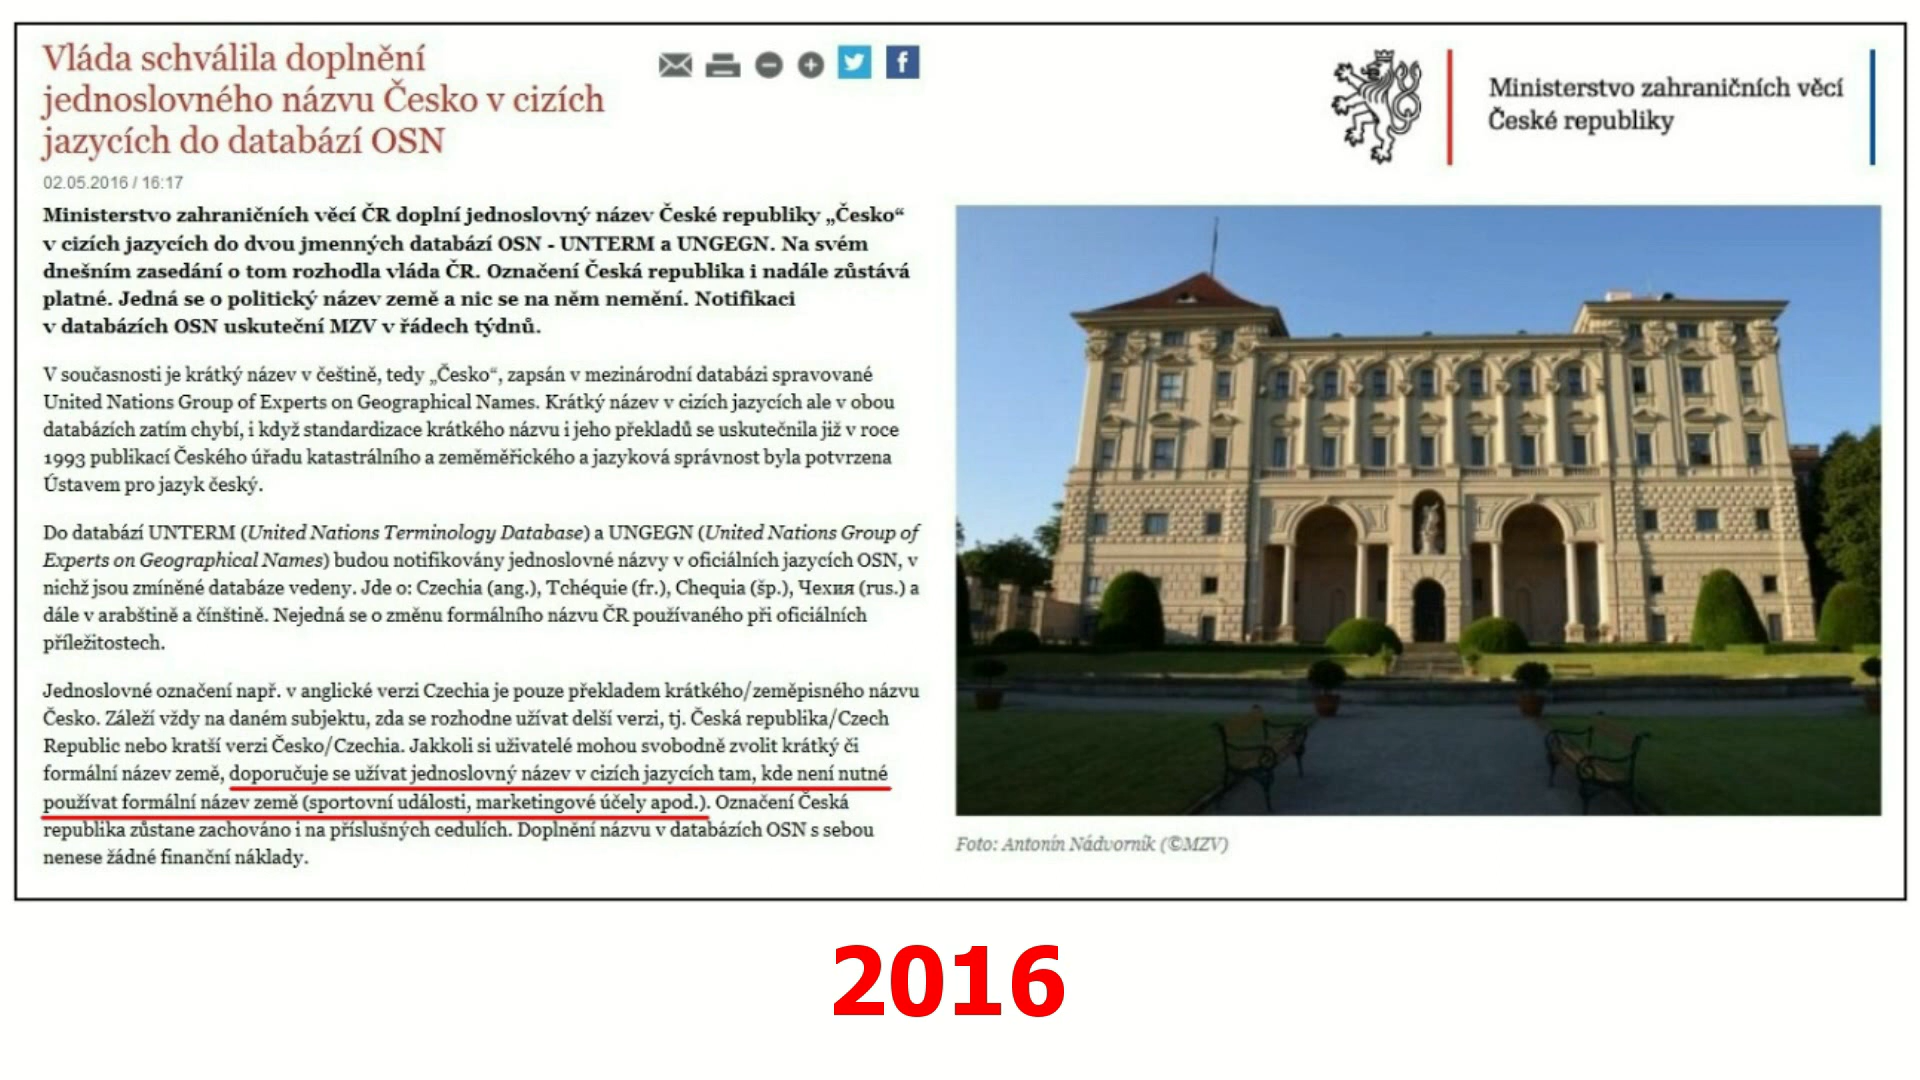 Vláda schválila doplnění
jednoslovného názvu Česko v cizích
jazycích do databází OSN
02.05.2016 / 16:17
Ministerstvo zahraničních věcí ČR doplní jednoslovný název České republiky „Česko“
v cizích jazycích do dvou jmenných databází OSN - UNTERM a UNGEGN. Na svém
dnešním zasedání o tom rozhodla vláda ČR. Označení Česká republika i nadále zůstává
platné. Jedná se o politický název země a nic se na něm nemění. Notifikaci
v databázích OSN uskuteční MZV v řádech týdnů.
V současnosti je krátký název v češtině, tedy „Česko“, zapsán v mezinárodní databázi spravované
United Nations Group of Experts on Geographical Names. Krátký název v cizích jazycích ale v obou
databázích zatím chybí, i když standardizace krátkého názvu i jeho překladů se uskutečnila již v roce
1993 publikací Českého úřadu katastrálního a zeměměřického a jazyková správnost byla potvrzena
Ústavem pro jazyk český.
Do databází UNTERM (United Nations Terminology Database) a UNGEGN (United Nations Group of
Experts on Geographical Names) budou notifikovány jednoslovné názvy v oficiálních jazycích OSN, v
nichž jsou zmíněné databáze vedeny. Jde o: Czechia (ang.), Tchéquie (fr.), Chequia (šp.), Чехия (rus.) a
dále v arabštině a čínštině. Nejedná se o změnu formálního názvu ČR používaného při oficiálních
příležitostech.
Jednoslovné označení např. v anglické verzi Czechia je pouze překladem krátkého/zeměpisného názvu
Česko. Záleží vždy na daném subjektu, zda se rozhodne užívat delší verzi, tj. Česká republika/Czech
Republic nebo kratší verzi Česko/Czechia. Jakkoli si uživatelé mohou svobodně zvolit krátký či
formální název země, doporučuje se užívat jednoslovný název v cizích jazycích tam, kde není nutné
používat formální název země (sportovní události, marketingové účely apod.). Označení Česká
republika zůstane zachováno i na příslušných cedulích. Doplnění názvu v databázích OSN s sebou
nenese žádné finanční náklady.
Ministerstvo zahraničních věcí
České republiky
Foto: Antonín Nádvorník (©MZV)
2016